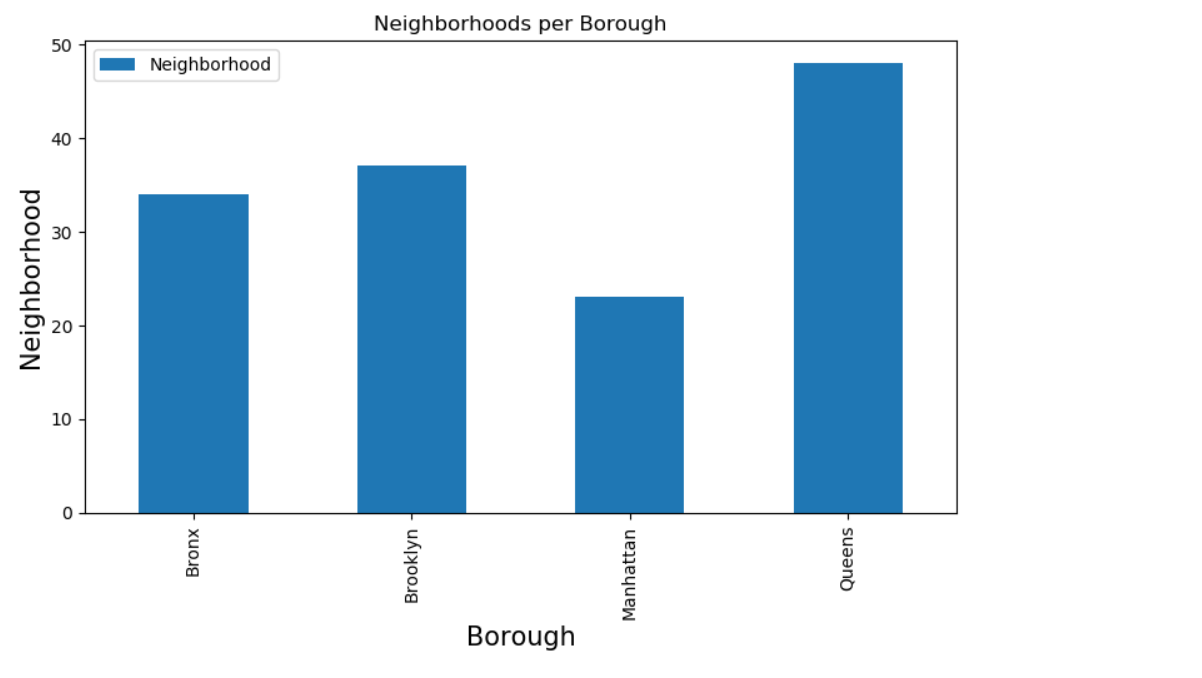 Neighborhoods per Borough
50
Neighborhood
40
30
20
10
0
Neighborhood
Bronx
Brooklyn
Manhattan
Queens
Borough